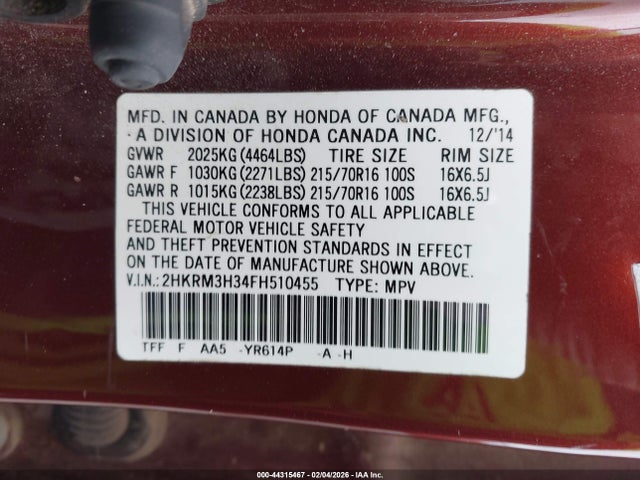 MFD. IN CANADA BY HONDA OF CANADA MFG.,
A DIVISION OF HONDA CANADA INC. 12/'14
GVWR 2025KG (4464LBS) TIRE SIZE RIM SIZE
GAWR F 1030KG (2271LBS) 215/70R16 100S 16X6.5J
GAWR R 1015KG (2238LBS) 215/70R16 100S 16X6.5J
THIS VEHICLE CONFORMS TO ALL APPLICABLE
FEDERAL MOTOR VEHICLE SAFETY
AND THEFT PREVENTION STANDARDS IN EFFECT
ON THE DATE OF MANUFACTURE SHOWN ABOVE.
V.I.N.: 2HKRM3H34FH510455 TYPE: MPV
TFF F AA5 -YR614P -A -H
000-44315467 - 02/04/2026 - IAA Inc.